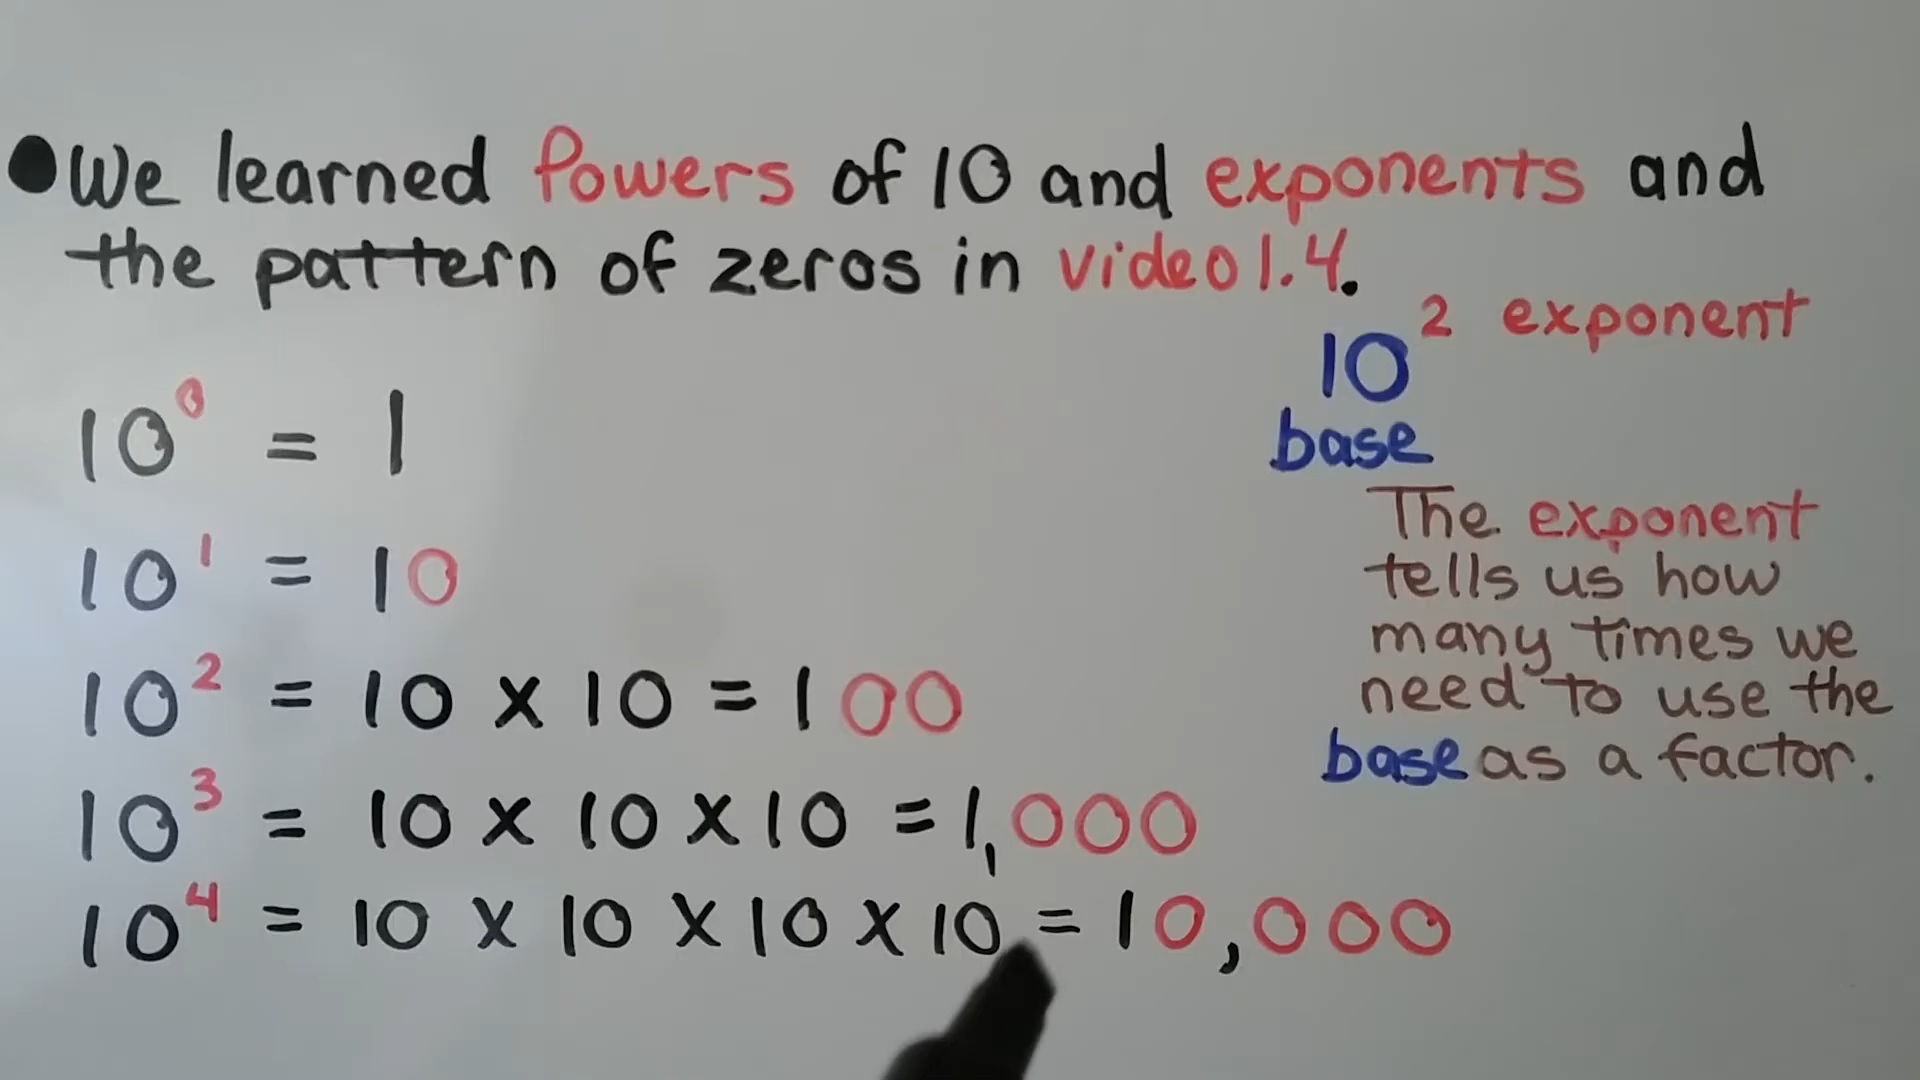 ●We learned Powers of 10 and exponents and
the pattern of zeros in video 1.4.
10² exponent
base
The exponent
tells us how
many times we
need to use the
base as a factor.
10⁰ = 1
10¹ = 10
10² = 10 x 10 = 100
10³ = 10 x 10 x 10 = 1,000
10⁴ = 10 x 10 x 10 x 10 = 10,000